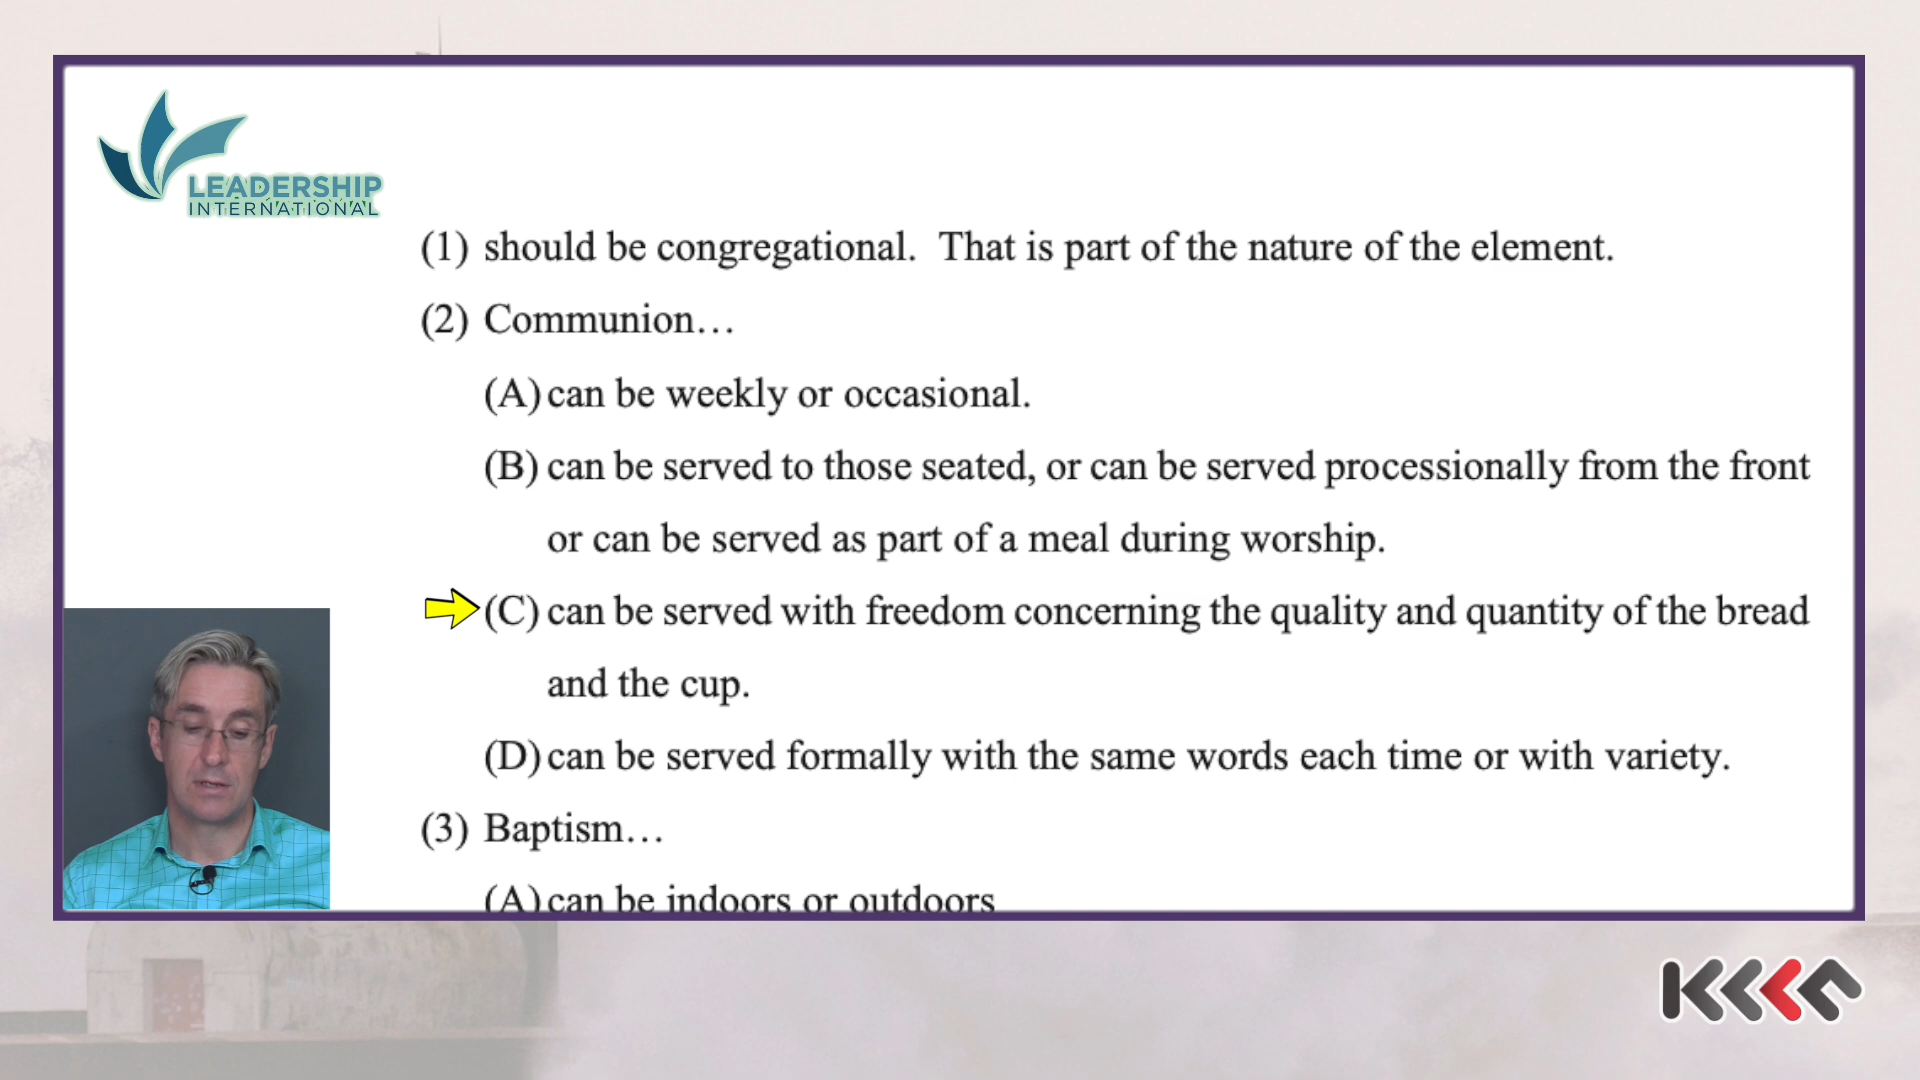 LEADERSHIP
INTERNATIONAL
(1) should be congregational. That is part of the nature of the element.
(2) Communion…
(A) can be weekly or occasional.
(B) can be served to those seated, or can be served processionally from the front
or can be served as part of a meal during worship.
(C) can be served with freedom concerning the quality and quantity of the bread
and the cup.
(D) can be served formally with the same words each time or with variety.
(3) Baptism…
(A) can be indoors or outdoors